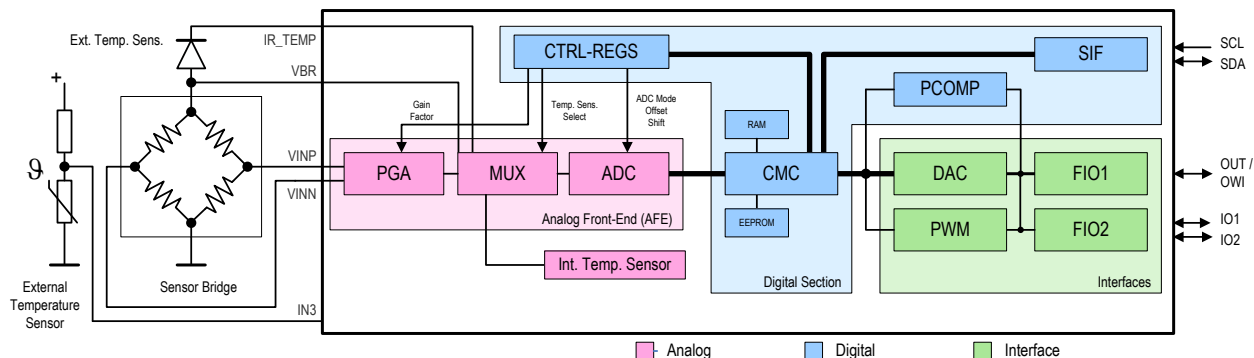 Ext. Temp. Sens.
IR_TEMP
VBR
CTRL-REGS
SIF
SCL
SDA
PCOMP
+
Gain
Factor
Temp. Sens.
Select
ADC Mode
Offset
Shift
RAM
ϑ
VINP
VINN
PGA
MUX
ADC
CMC
DAC
FIO1
OUT /
OWI
Analog Front-End (AFE)
EEPROM
PWM
FIO2
IO1
IO2
Int. Temp. Sensor
External
Temperature
Sensor
Sensor Bridge
IN3
Digital Section
Interfaces
Analog
Digital
Interface